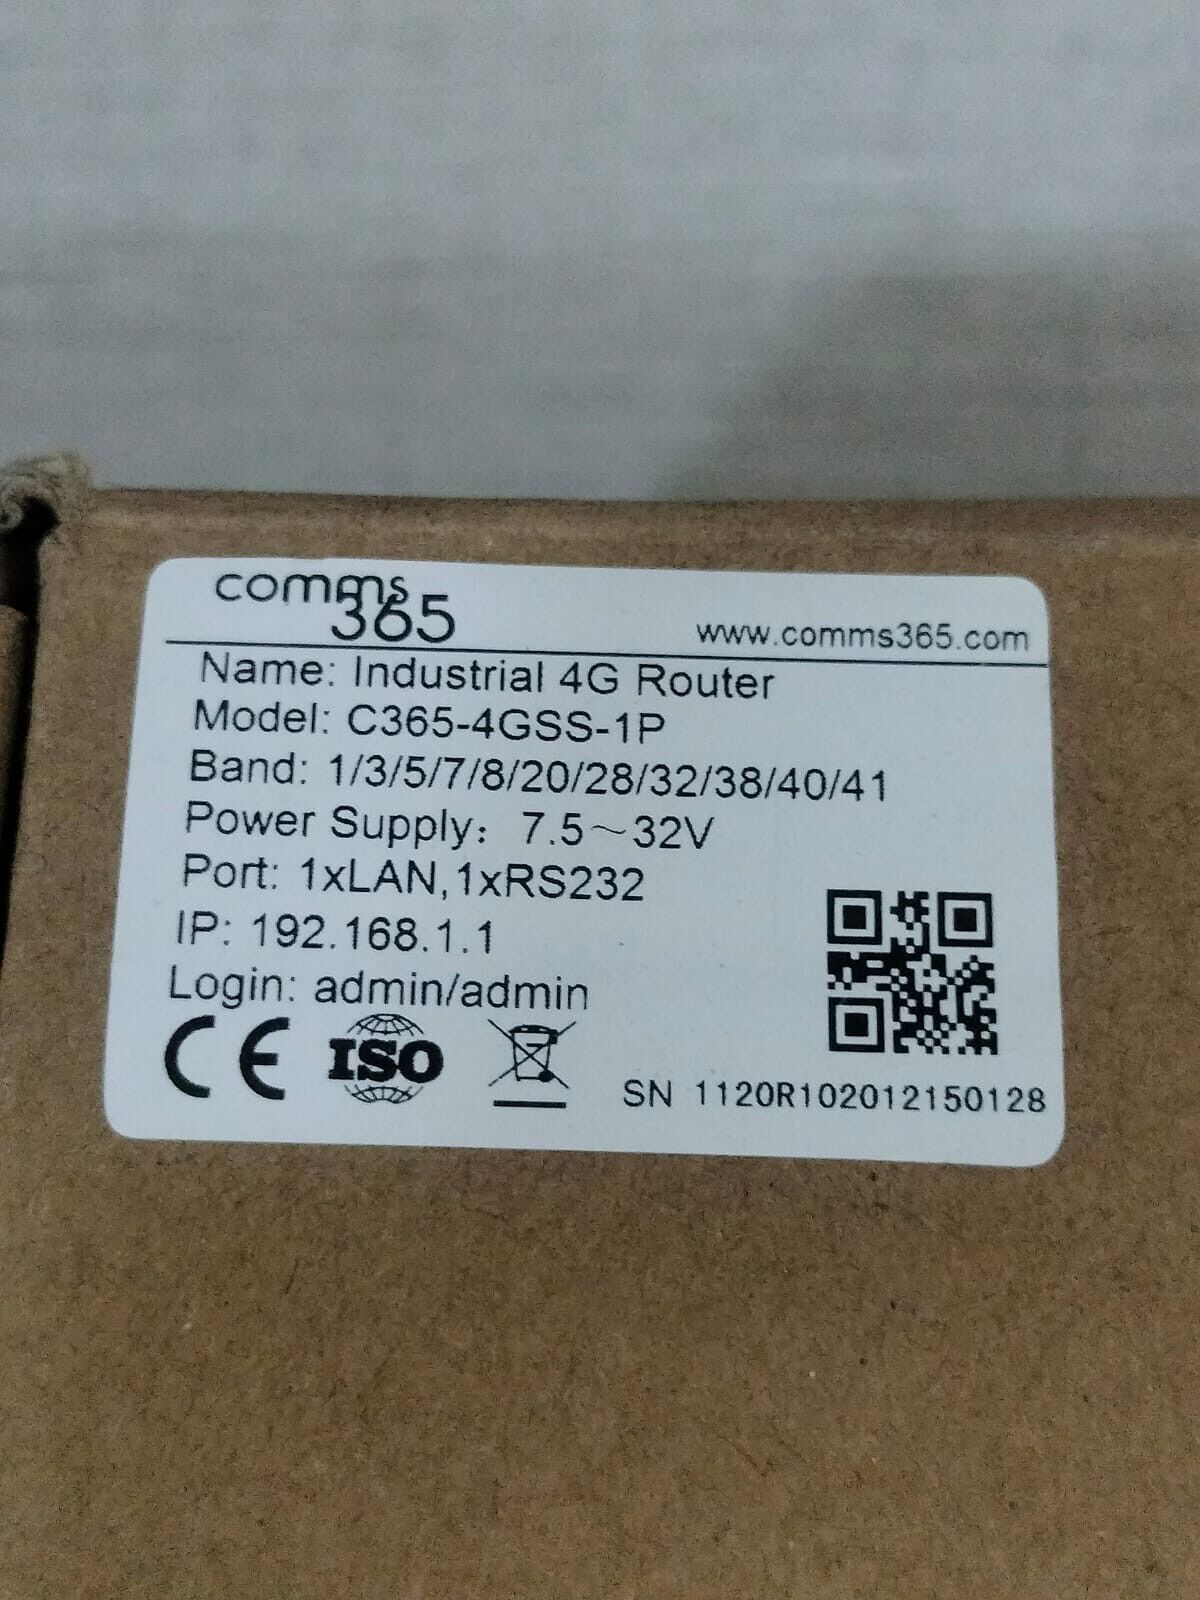 comms
365
www.comms365.com
Name: Industrial 4G Router
Model: C365-4GSS-1P
Band: 1/3/5/7/8/20/28/32/38/40/41
Power Supply: 7.5~32V
Port: 1xLAN,1xRS232
IP: 192.168.1.1
Login: admin/admin
CE ISO
SN 1120R102012150128